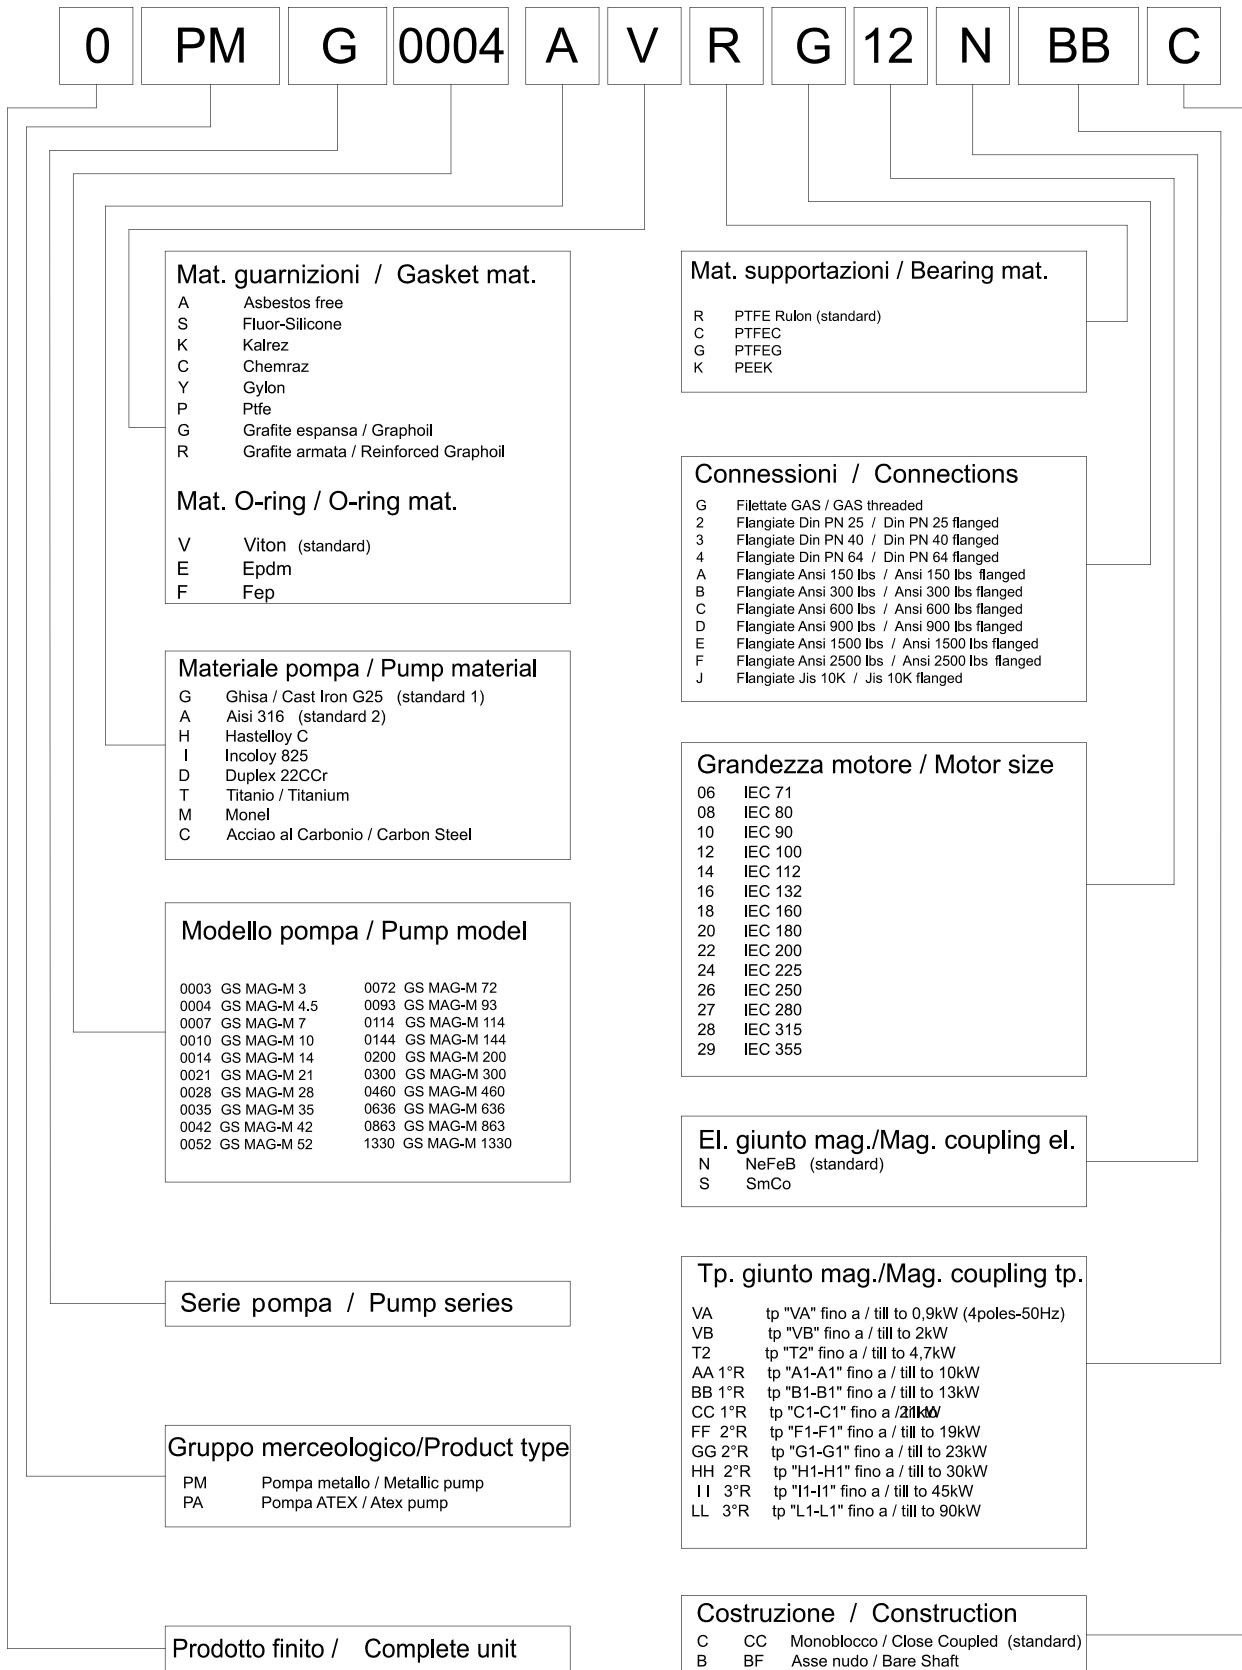 0 PM G 0004 A V R G 12 N BB C
Mat. guarnizioni / Gasket mat.
A Asbestos free
S Fluor-Silicone
K Kalrez
C Chemraz
Y Gylon
P Ptfe
G Grafite espansa / Graphoil
R Grafite armata / Reinforced Graphoil
Mat. O-ring / O-ring mat.
V Viton (standard)
E Epdm
F Fep
Materiale pompa / Pump material
G Ghisa / Cast Iron G25 (standard 1)
A Aisi 316 (standard 2)
H Hastelloy C
I Incoloy 825
D Duplex 22CCr
T Titanio / Titanium
M Monel
C Acciao al Carbonio / Carbon Steel
Modello pompa / Pump model
0003 GS MAG-M 3 0072 GS MAG-M 72
0004 GS MAG-M 4.5 0093 GS MAG-M 93
0007 GS MAG-M 7 0114 GS MAG-M 114
0010 GS MAG-M 10 0144 GS MAG-M 144
0014 GS MAG-M 14 0200 GS MAG-M 200
0021 GS MAG-M 21 0300 GS MAG-M 300
0028 GS MAG-M 28 0460 GS MAG-M 460
0035 GS MAG-M 35 0636 GS MAG-M 636
0042 GS MAG-M 42 0863 GS MAG-M 863
0052 GS MAG-M 52 1330 GS MAG-M 1330
Serie pompa / Pump series
Gruppo merceologico/Product type
PM Pompa metallo / Metallic pump
PA Pompa ATEX / Atex pump
Prodotto finito / Complete unit
Mat. supportazioni / Bearing mat.
R PTFE Rulon (standard)
C PTFEC
G PTFEG
K PEEK
Connessioni / Connections
G Filettate GAS / GAS threaded
2 Flangiate Din PN 25 / Din PN 25 flanged
3 Flangiate Din PN 40 / Din PN 40 flanged
4 Flangiate Din PN 64 / Din PN 64 flanged
A Flangiate Ansi 150 lbs / Ansi 150 lbs flanged
B Flangiate Ansi 300 lbs / Ansi 300 lbs flanged
C Flangiate Ansi 600 lbs / Ansi 600 lbs flanged
D Flangiate Ansi 900 lbs / Ansi 900 lbs flanged
E Flangiate Ansi 1500 lbs / Ansi 1500 lbs flanged
F Flangiate Ansi 2500 lbs / Ansi 2500 lbs flanged
J Flangiate Jis 10K / Jis 10K flanged
Grandezza motore / Motor size
06 IEC 71
08 IEC 80
10 IEC 90
12 IEC 100
14 IEC 112
16 IEC 132
18 IEC 160
20 IEC 180
22 IEC 200
24 IEC 225
26 IEC 250
27 IEC 280
28 IEC 315
29 IEC 355
El. giunto mag./Mag. coupling el.
N NeFeB (standard)
S SmCo
Tp. giunto mag./Mag. coupling tp.
VA tp "VA" fino a / till to 0,9kW (4poles-50Hz)
VB tp "VB" fino a / till to 2kW
T2 tp "T2" fino a / till to 4,7kW
AA 1°R tp "A1-A1" fino a / till to 10kW
BB 1°R tp "B1-B1" fino a / till to 13kW
CC 1°R tp "C1-C1" fino a /
FF 2°R tp "F1-F1" fino a / till to 19kW
GG 2°R tp "G1-G1" fino a / till to 23kW
HH 2°R tp "H1-H1" fino a / till to 30kW
I I 3°R tp "I1-I1" fino a / till to 45kW
LL 3°R tp "L1-L1" fino a / till to 90kW
Costruzione / Construction
C CC Monoblocco / Close Coupled (standard)
B BF Asse nudo / Bare Shaft